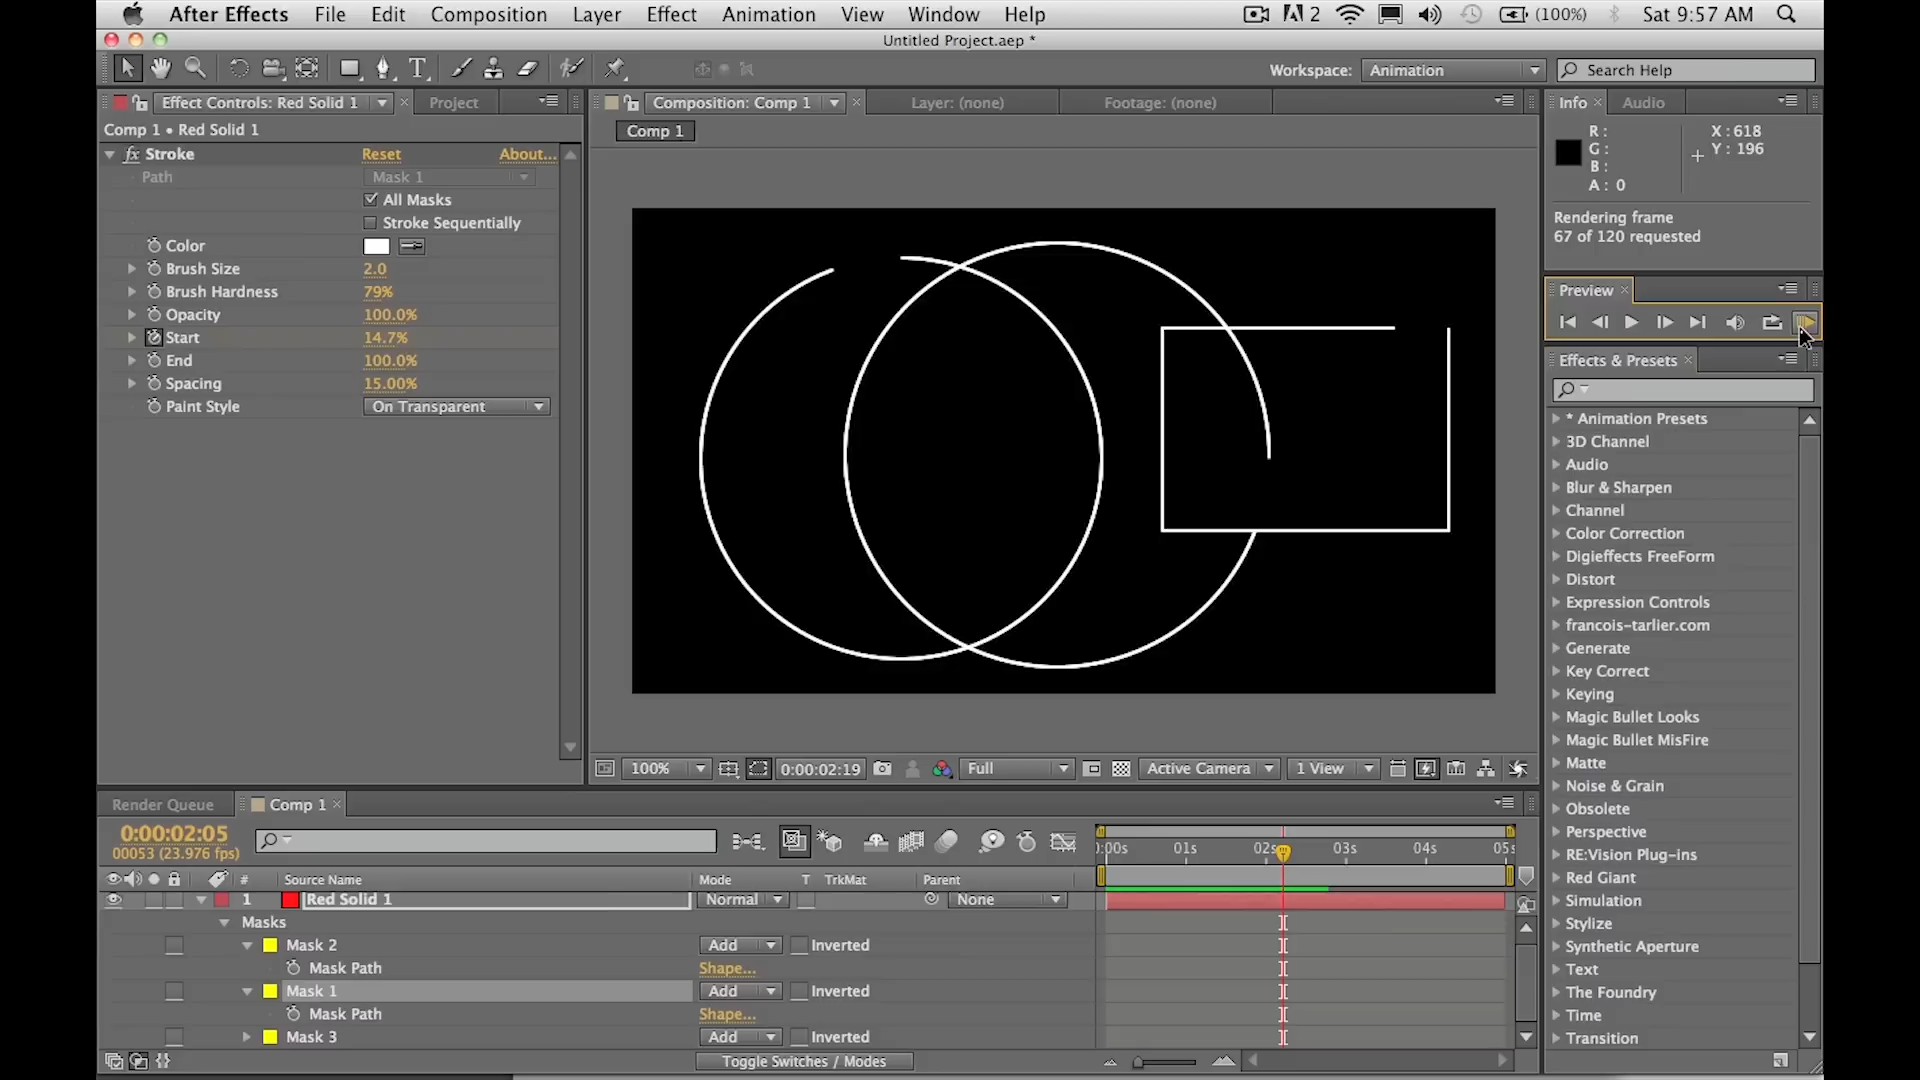 After Effects File Edit Composition Layer Effect Animation View Window Help 2 (100%) Sat 9:57 AM
Untitled Project.aep *
T Workspace: Animation Search Help
Effect Controls: Red Solid 1 × Project
Composition: Comp 1 × Layer: (none) Footage: (none)
Info × Audio
Comp 1 • Red Solid 1
Comp 1
fx Stroke Reset About...
Path Mask 1
All Masks
Stroke Sequentially
Color
Brush Size 2.0
Brush Hardness 79%
Opacity 100.0%
Start 14.7%
End 100.0%
Spacing 15.00%
Paint Style On Transparent
R : X : 618
G : + Y : 196
B :
A : 0
Rendering frame
67 of 120 requested
Preview ×
Effects & Presets ×
* Animation Presets
3D Channel
Audio
Blur & Sharpen
Channel
Color Correction
Digieffects FreeForm
Distort
Expression Controls
francois-tarlier.com
Generate
Key Correct
Keying
Magic Bullet Looks
Magic Bullet MisFire
Matte
Noise & Grain
Obsolete
Perspective
RE:Vision Plug-ins
Red Giant
Simulation
Stylize
Synthetic Aperture
Text
The Foundry
Time
Transition
100% 0:00:02:19 Full Active Camera 1 View
Render Queue Comp 1 ×
0:00:02:05
00053 (23.976 fps)
):00s 01s 02s 03s 04s 05s
# Source Name Mode T TrkMat Parent
1 Red Solid 1 Normal None
Masks
Mask 2 Add Inverted
Mask Path Shape...
Mask 1 Add Inverted
Mask Path Shape...
Mask 3 Add Inverted
Toggle Switches / Modes